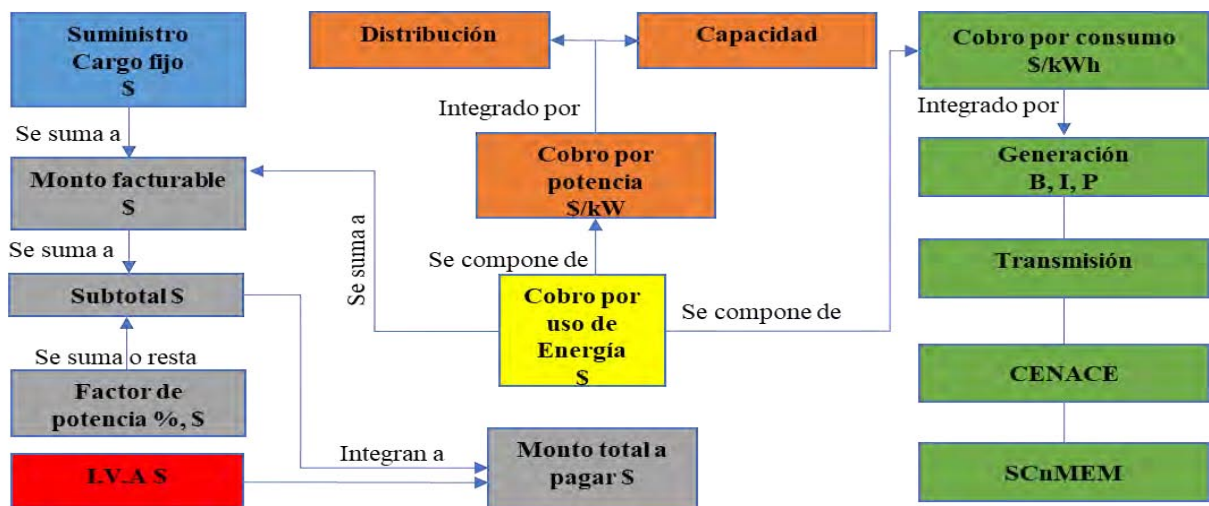 Suministro
Cargo fijo
$
Se suma a
Monto facturable
$
Se suma a
Subtotal $
Se suma o resta
Factor de
potencia %, $
I.V.A $
Distribución
Capacidad
Integrado por
Cobro por
potencia
$/kW
Se compone de
Se suma a
Cobro por
uso de
Energía
$
Se compone de
Integran a
Monto total a
pagar $
Cobro por consumo
$/kWh
Integrado por
Generación
B, I, P
Transmisión
CENACE
SCnMEM